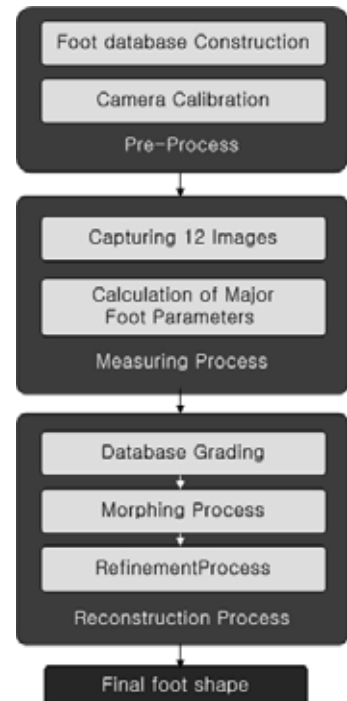 Foot database Construction
Camera Calibration
Pre-Process
Capturing 12 Images
Calculation of Major
Foot Parameters
Measuring Process
Database Grading
Morphing Process
RefinementProcess
Reconstruction Process
Final foot shape